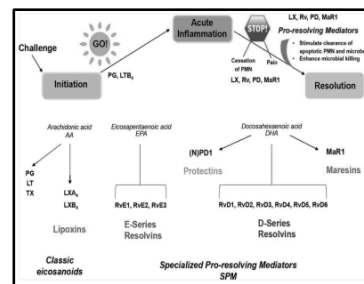 LX, Rv, PD, MaR1
Pro-resolving Mediators
• Stimulate clearance of
apoptotic PMN and microbes
• Enhance microbial killing
Acute
Inflammation
GO!
STOP!
Challenge
Cessation
of PMN
Pain
PG, LTB4
LX, Rv, PD, MaR1
Initiation
Resolution
Arachidonic acid
AA
Eicosapentaenoic acid
EPA
Docosahexaenoic acid
DHA
(N)PD1
MaR1
Protectins
Maresins
PG
LT
TX
LXA4
LXB4
RvE1, RvE2, RvE3
RvD1, RvD2, RvD3, RvD4, RvD5, RvD6
Lipoxins
E-Series
Resolvins
D-Series
Resolvins
Classic
eicosanoids
Specialized Pro-resolving Mediators
SPM